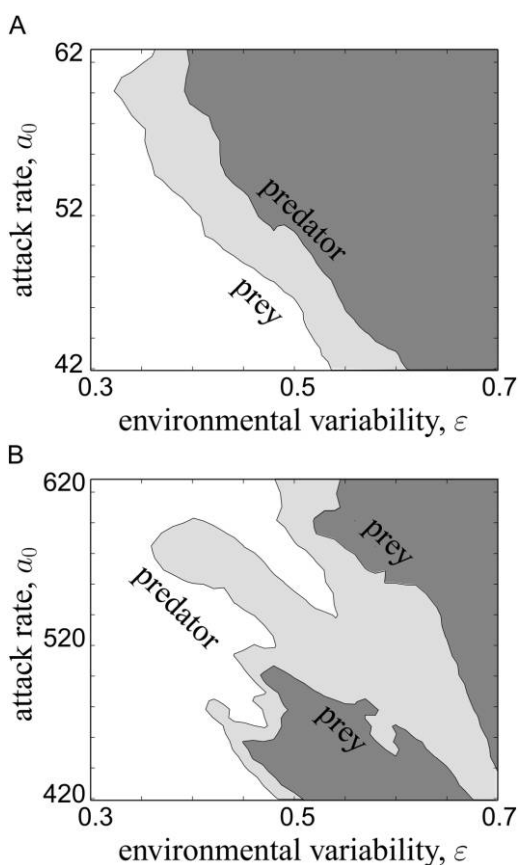 A
62
attack rate, a₀
52
predator
prey
42
0.3 0.5 0.7
environmental variability, ε
B
620
attack rate, a₀
prey
predator
520
prey
420
0.3 0.5 0.7
environmental variability, ε